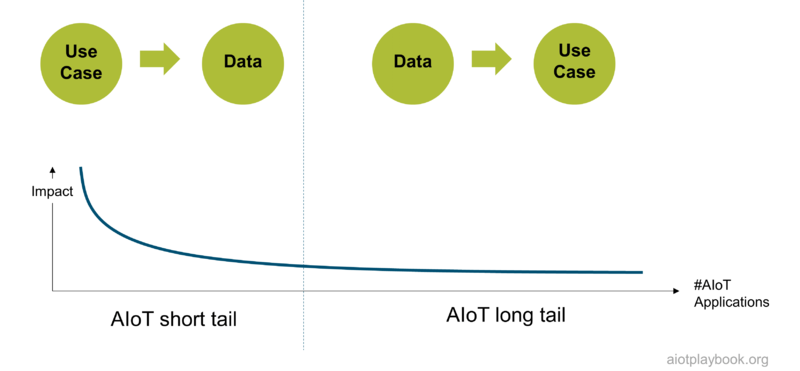 Use
Case
Data
Data
Use
Case
Impact
#AIoT
Applications
AIoT short tail
AIoT long tail
aiotplaybook.org